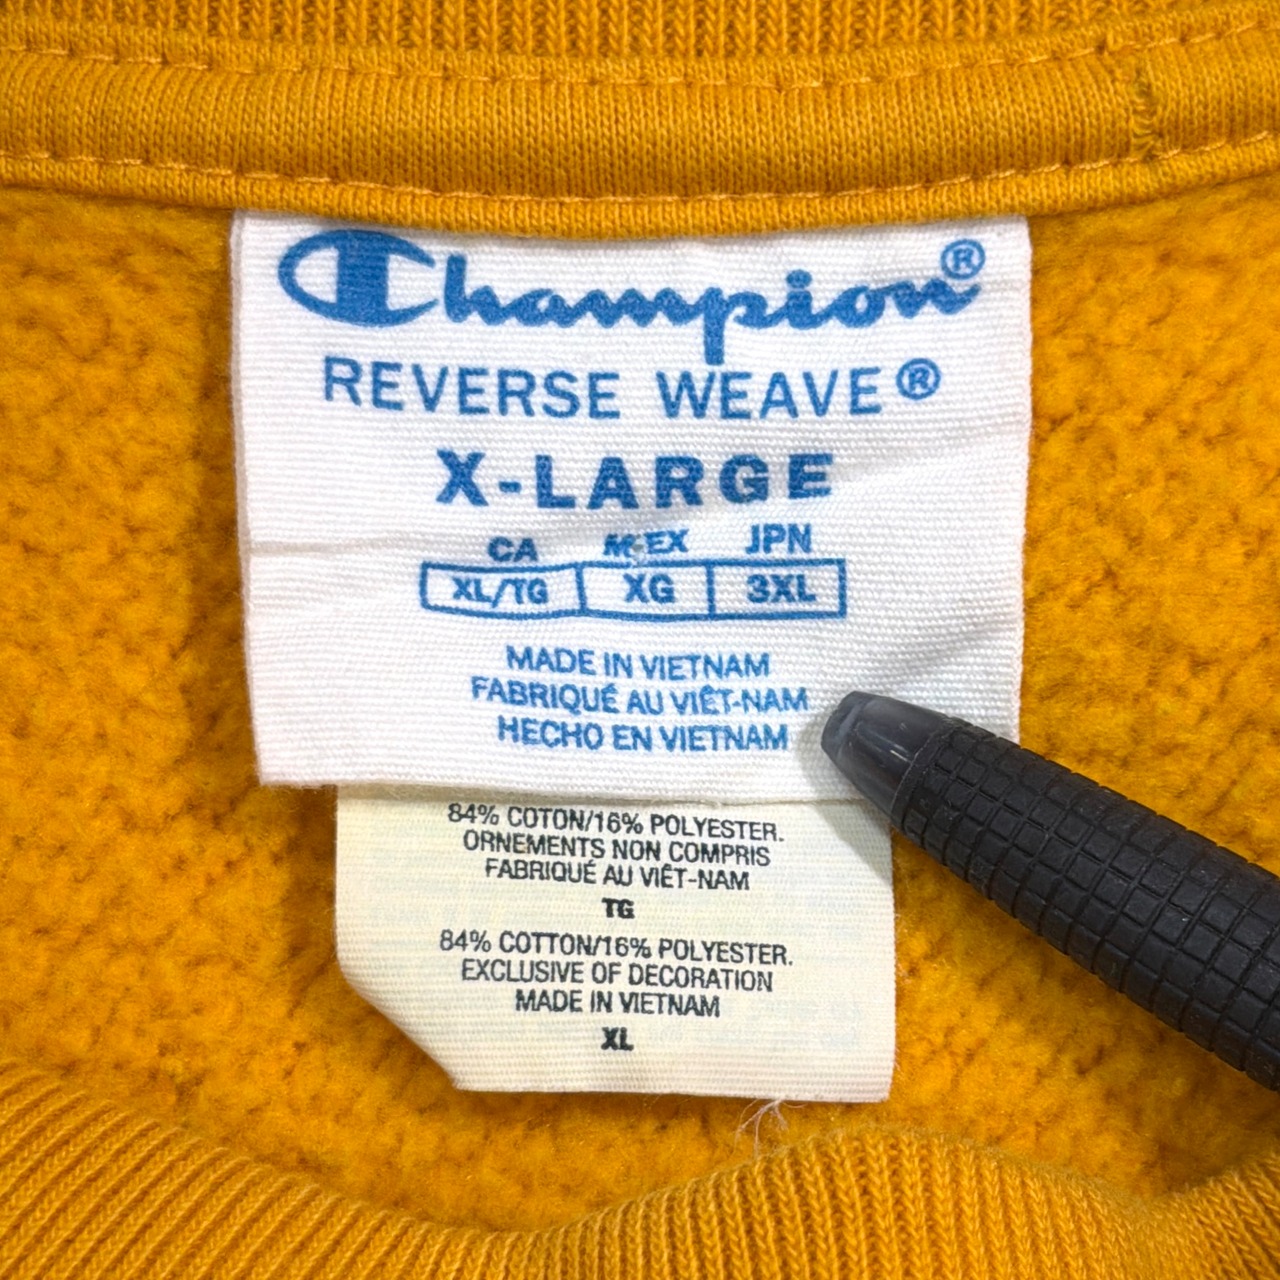 Champion®
REVERSE WEAVE®
X-LARGE
CA MEX JPN
XL/TG XG 3XL
MADE IN VIETNAM
FABRIQUÉ AU VIÊT-NAM
HECHO EN VIETNAM
84% COTON/16% POLYESTER.
ORNEMENTS NON COMPRIS
FABRIQUÉ AU VIÊT-NAM
TG
84% COTTON/16% POLYESTER.
EXCLUSIVE OF DECORATION
MADE IN VIETNAM
XL